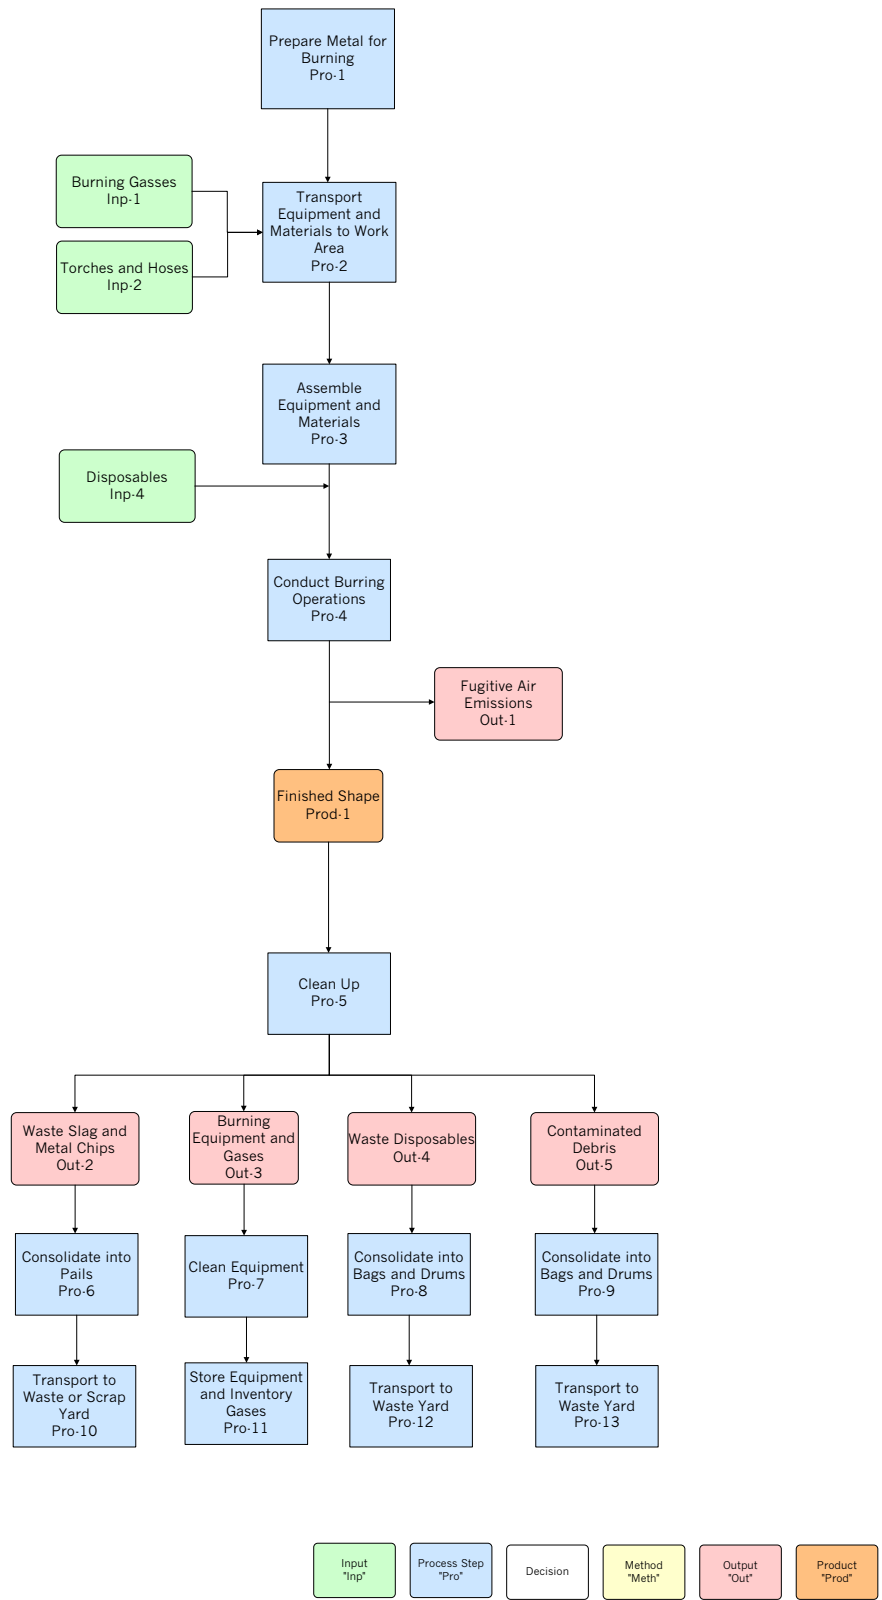 Prepare Metal for
Burning
Pro-1
Burning Gasses
Inp-1
Transport
Equipment and
Materials to Work
Area
Pro-2
Torches and Hoses
Inp-2
Assemble
Equipment and
Materials
Pro-3
Disposables
Inp-4
Conduct Burring
Operations
Pro-4
Fugitive Air
Emissions
Out-1
Finished Shape
Prod-1
Clean Up
Pro-5
Waste Slag and
Metal Chips
Out-2
Burning
Equipment and
Gases
Out-3
Waste Disposables
Out-4
Contaminated
Debris
Out-5
Consolidate into
Pails
Pro-6
Clean Equipment
Pro-7
Consolidate into
Bags and Drums
Pro-8
Consolidate into
Bags and Drums
Pro-9
Transport to
Waste or Scrap
Yard
Pro-10
Store Equipment
and Inventory
Gases
Pro-11
Transport to
Waste Yard
Pro-12
Transport to
Waste Yard
Pro-13
Input
"Inp"
Process Step
"Pro"
Decision
Method
"Meth"
Output
"Out"
Product
"Prod"